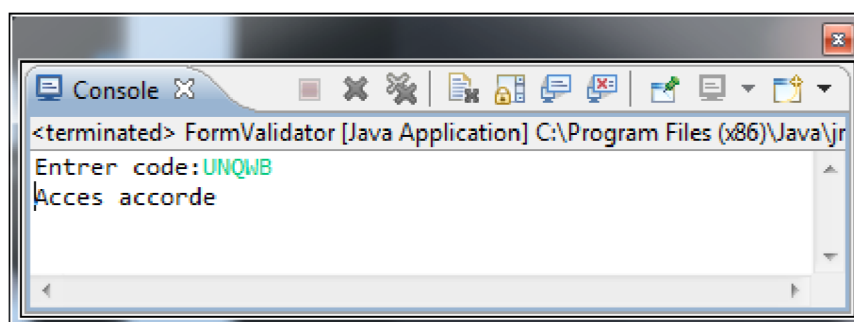 Console
<terminated> FormValidator [Java Application] C:\Program Files (x86)\Java\jr
Entrer code:UNQWB
Acces accorde